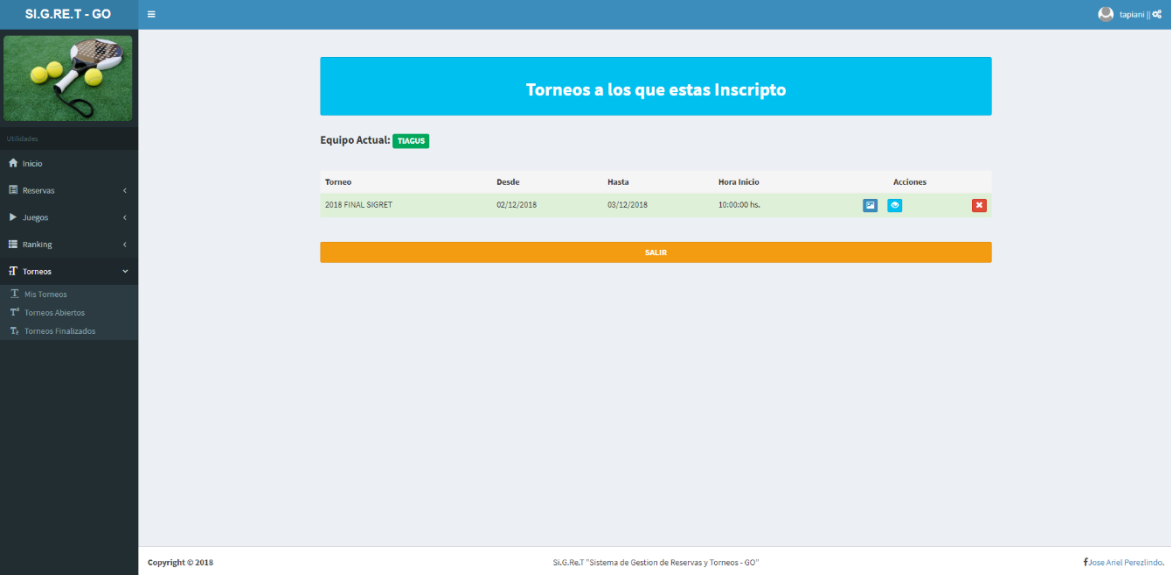 SI.G.RE.T - GO
tapiani ||
Utilidades
Inicio
Reservas
Juegos
Ranking
Torneos
Mis Torneos
Torneos Abiertos
Torneos Finalizados
Torneos a los que estas Inscripto
Equipo Actual: TIAGUS
Torneo Desde Hasta Hora Inicio Acciones
2018 FINAL SIGRET 02/12/2018 03/12/2018 10:00:00 hs.
SALIR
Copyright © 2018 Si.G.Re.T "Sistema de Gestion de Reservas y Torneos - GO" Jose Ariel Perezlindo.